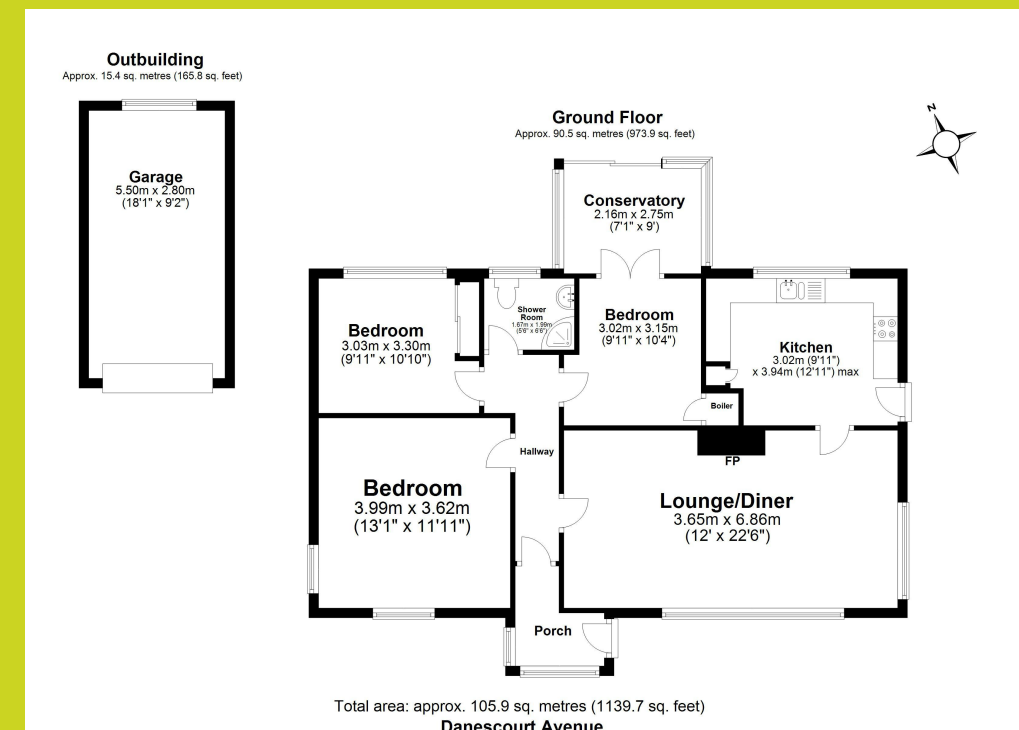 Outbuilding
Approx. 15.4 sq. metres (165.8 sq. feet)
Garage
5.50m x 2.80m
(18'1" x 9'2")
Ground Floor
Approx. 90.5 sq. metres (973.9 sq. feet)
N
Conservatory
2.16m x 2.75m
(7'1" x 9')
Bedroom
3.03m x 3.30m
(9'11" x 10'10")
Shower
Room
1.67m x 1.99m
(5'6" x 6'6")
Bedroom
3.02m x 3.15m
(9'11" x 10'4")
Kitchen
3.02m (9'11")
x 3.94m (12'11") max
Boiler
Hallway
FP
Bedroom
3.99m x 3.62m
(13'1" x 11'11")
Lounge/Diner
3.65m x 6.86m
(12' x 22'6")
Porch
Total area: approx. 105.9 sq. metres (1139.7 sq. feet)
Danescourt Avenue